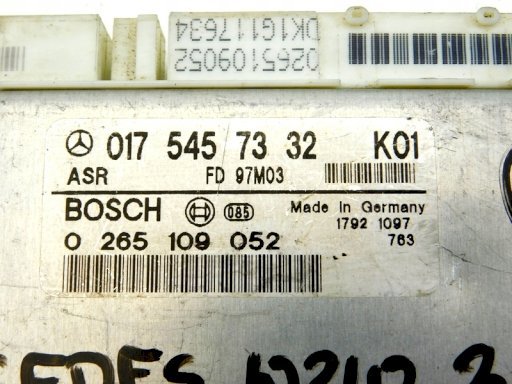 DK1G117634
0265109052
017 545 73 32 K01
ASR FD 97M03
BOSCH 085 Made in Germany
1792 1097
0 265 109 052 763